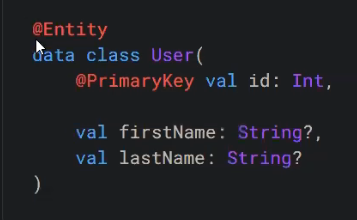 @Entity
data class User(
@PrimaryKey val id: Int,
val firstName: String?,
val lastName: String?
)